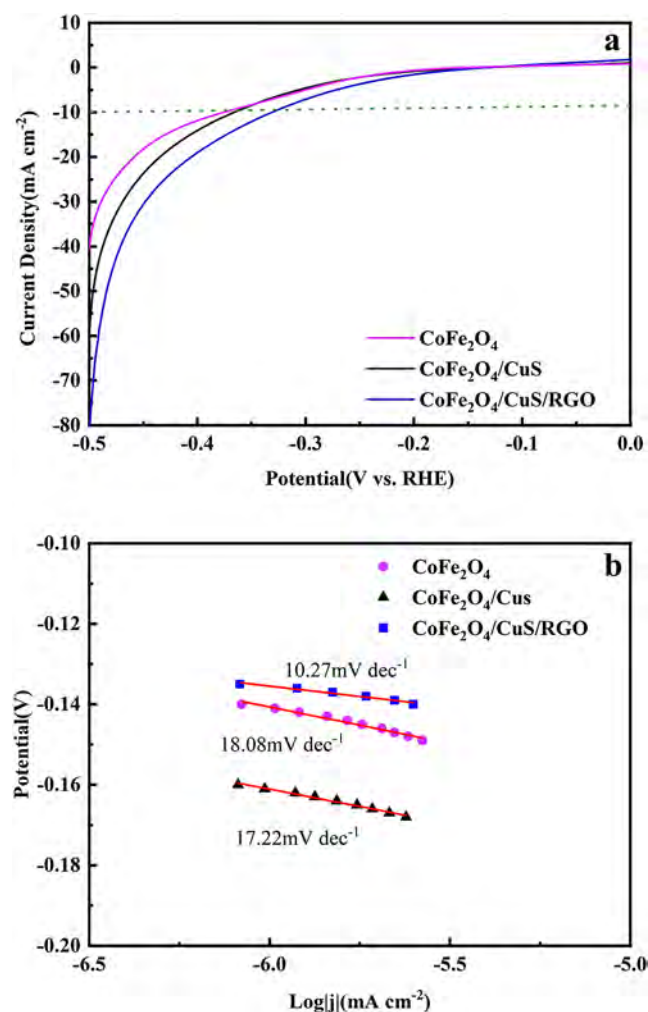 a
10
0
-10
-20
-30
-40
-50
-60
-70
-80
Current Density(mA cm⁻²)
CoFe₂O₄
CoFe₂O₄/CuS
CoFe₂O₄/CuS/RGO
-0.5 -0.4 -0.3 -0.2 -0.1 0.0
Potential(V vs. RHE)
b
-0.10
-0.12
-0.14
-0.16
-0.18
-0.20
Potential(V)
CoFe₂O₄
CoFe₂O₄/Cus
CoFe₂O₄/CuS/RGO
10.27mV dec⁻¹
18.08mV dec⁻¹
17.22mV dec⁻¹
-6.5 -6.0 -5.5 -5.0
Log|j|(mA cm⁻²)